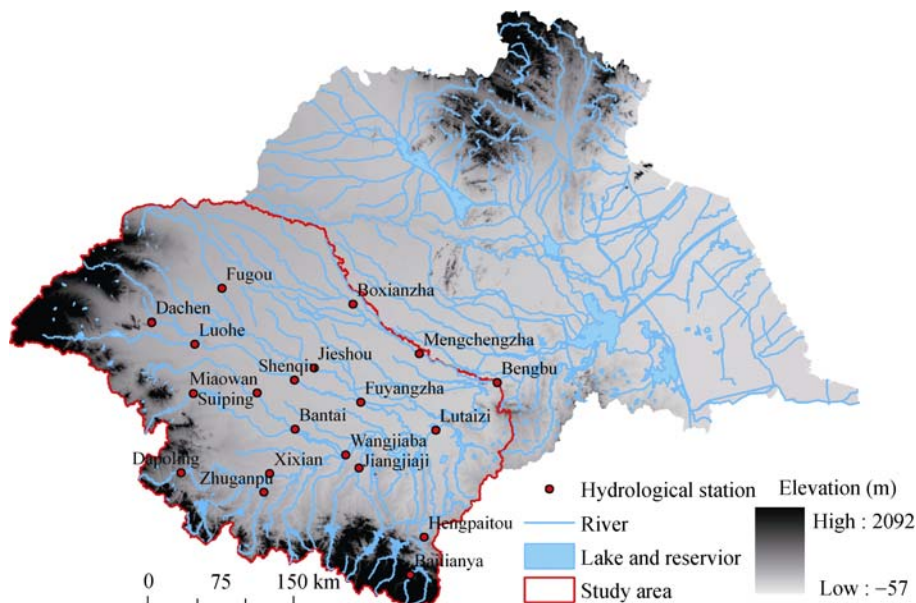 Fugou
Boxianzha
Dachen
Luohe
Mengchengzha
Jieshou
Shenqiu
Bengbu
Miaowan
Fuyangzha
Suiping
Bantai
Lutaizi
Wangjiaba
Dapoling
Xixian
Jiangjiaji
Zhuganpu
Hengpaitou
Bailianya
0 75 150 km
Hydrological station
River
Lake and reservior
Study area
Elevation (m)
High : 2092
Low : −57